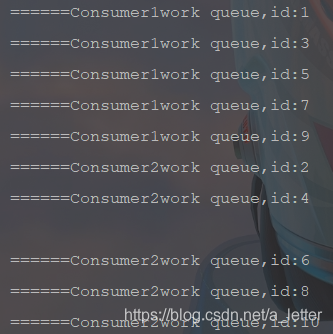 ======Consumer1work queue,id:1
======Consumer1work queue,id:3
======Consumer1work queue,id:5
======Consumer1work queue,id:7
======Consumer1work queue,id:9
======Consumer2work queue,id:2
======Consumer2work queue,id:4
======Consumer2work queue,id:6
======Consumer2work queue,id:8
======Consumer2work queue,id:10
https://blog.csdn.net/a_letter